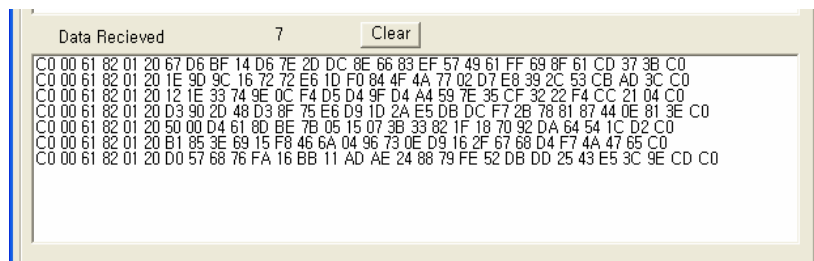 Data Recieved 7 Clear
C0 00 61 82 01 20 67 D6 BF 14 D6 7E 2D DC 8E 66 83 EF 57 49 61 FF 69 8F 61 CD 37 3B C0
C0 00 61 82 01 20 1E 9D 9C 16 72 72 E6 1D F0 84 4F 4A 77 02 D7 E8 39 2C 53 CB AD 3C C0
C0 00 61 82 01 20 12 1E 33 74 9E 0C F4 D5 D4 9F D4 A4 59 7E 35 CF 32 22 F4 CC 21 04 C0
C0 00 61 82 01 20 D3 90 2D 48 D3 8F 75 E6 D9 1D 2A E5 DB DC F7 2B 78 81 87 44 0E 81 3E C0
C0 00 61 82 01 20 50 00 D4 61 8D BE 7B 05 15 07 3B 33 82 1F 18 70 92 DA 64 54 1C D2 C0
C0 00 61 82 01 20 B1 85 3E 69 15 F8 46 6A 04 96 73 0E D9 16 2F 67 68 D4 F7 4A 47 65 C0
C0 00 61 82 01 20 D0 57 68 76 FA 16 BB 11 AD AE 24 88 79 FE 52 DB DD 25 43 E5 3C 9E CD C0